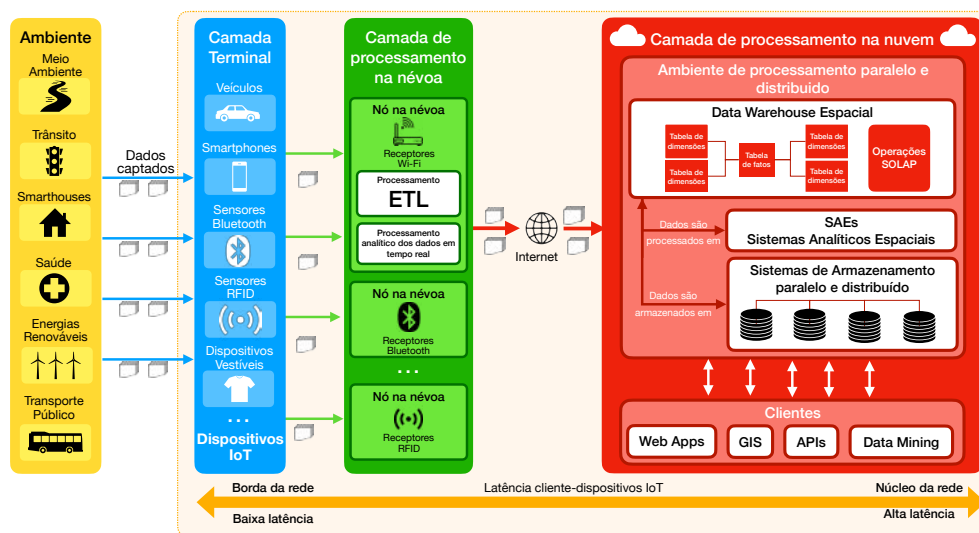 Ambiente
Meio
Ambiente
Trânsito
Smarthouses
Saúde
Energias
Renováveis
Transporte
Público
Dados
captados
Camada
Terminal
Veículos
Smartphones
Sensores
Bluetooth
Sensores
RFID
Dispositivos
Vestíveis
...
Dispositivos
IoT
Camada de
processamento
na névoa
Nó na névoa
Receptores
Wi-Fi
Processamento
ETL
Processamento
analítico dos dados em
tempo real
Nó na névoa
Receptores
Bluetooth
...
Nó na névoa
Receptores
RFID
Internet
Camada de processamento na nuvem
Ambiente de processamento paralelo e
distribuido
Data Warehouse Espacial
Tabela de
dimensões
Tabela de
dimensões
Tabela
de fatos
Tabela de
dimensões
Tabela de
dimensões
Operações
SOLAP
Dados são
processados em
SAEs
Sistemas Analíticos Espaciais
Dados são
armazenados em
Sistemas de Armazenamento
paralelo e distribuído
Clientes
Web Apps
GIS
APIs
Data Mining
Borda da rede
Latência cliente-dispositivos IoT
Núcleo da rede
Baixa latência
Alta latência